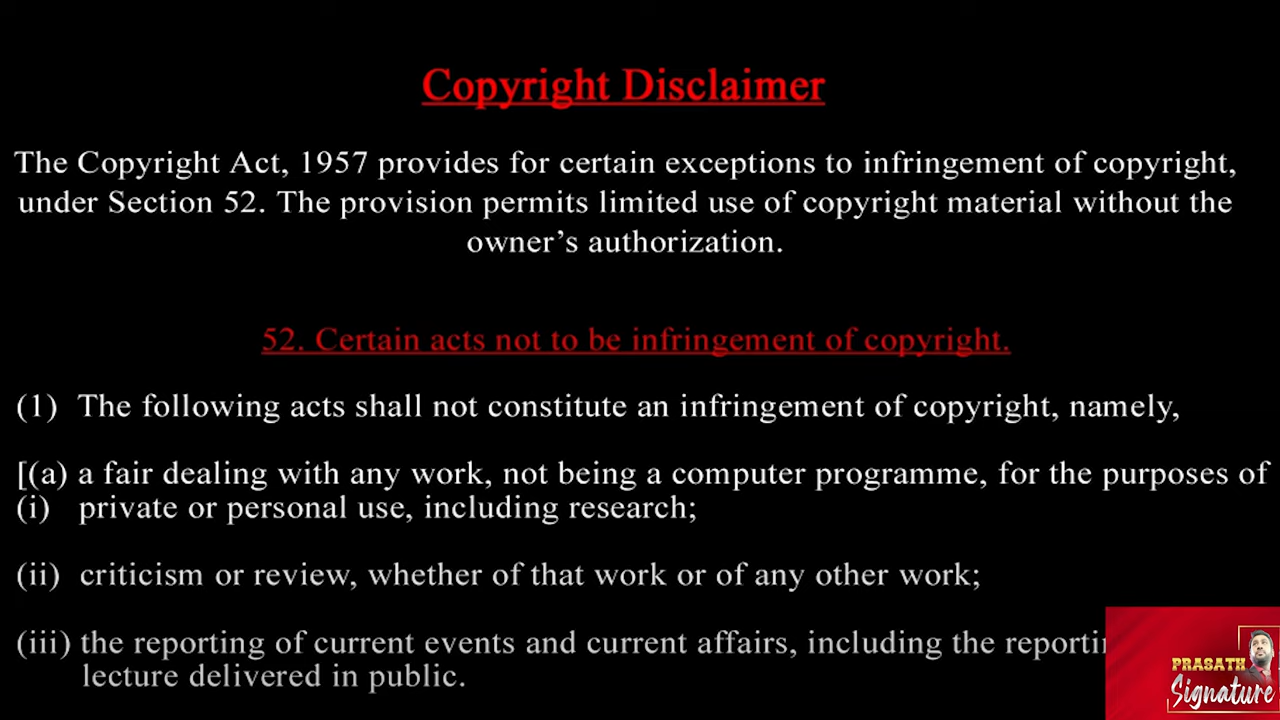 Copyright Disclaimer
The Copyright Act, 1957 provides for certain exceptions to infringement of copyright,
under Section 52. The provision permits limited use of copyright material without the
owner’s authorization.
52. Certain acts not to be infringement of copyright.
(1) The following acts shall not constitute an infringement of copyright, namely,
[(a) a fair dealing with any work, not being a computer programme, for the purposes of
(i) private or personal use, including research;
(ii) criticism or review, whether of that work or of any other work;
(iii) the reporting of current events and current affairs, including the
lecture delivered in public.
PRASATH
Signature